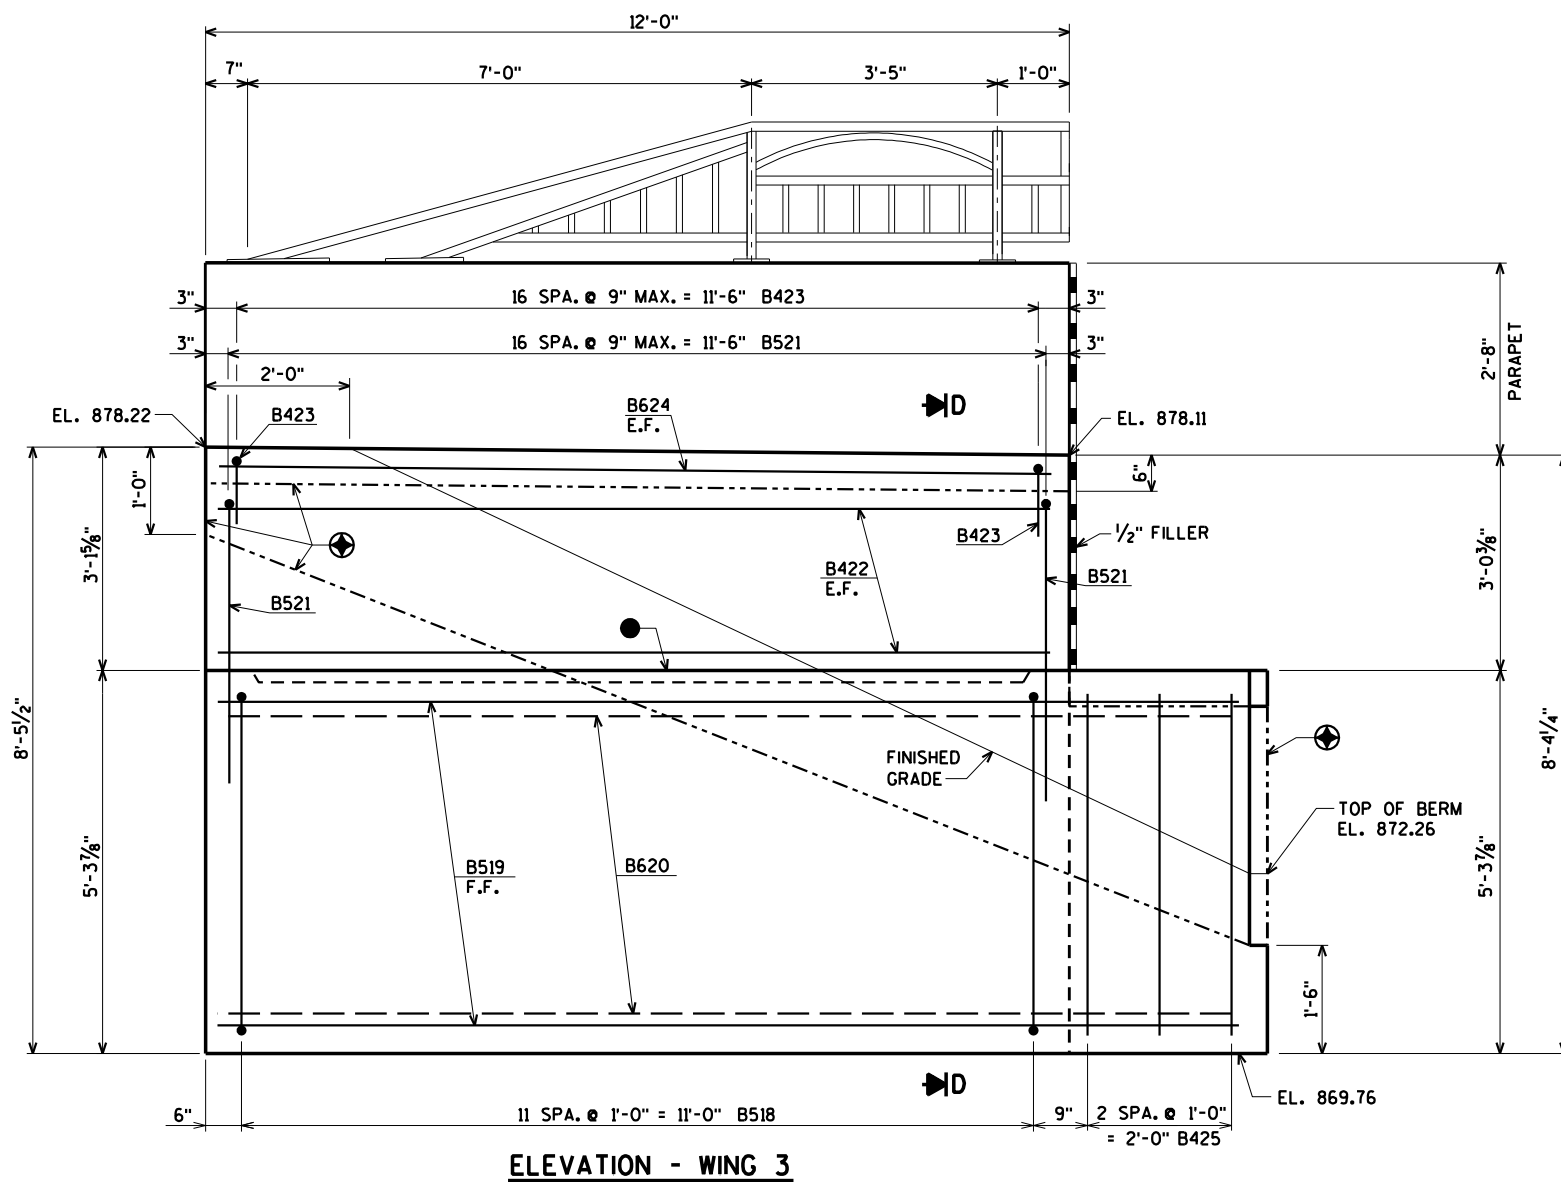 12'-0"
7"
7'-0"
3'-5"
1'-0"
3"
16 SPA. @ 9" MAX. = 11'-6" B423
3"
3"
16 SPA. @ 9" MAX. = 11'-6" B521
3"
2'-8"
PARAPET
2'-0"
EL. 878.22
B423
B624
E.F.
D
EL. 878.11
1'-0"
6"
3'-1⅝"
B423
½" FILLER
3'-0⅜"
B422
E.F.
B521
B521
8'-5½"
FINISHED
GRADE
8'-4¼"
TOP OF BERM
EL. 872.26
5'-3⅞"
B519
F.F.
B620
5'-3⅞"
1'-6"
D
EL. 869.76
6"
11 SPA. @ 1'-0" = 11'-0" B518
9"
2 SPA. @ 1'-0"
= 2'-0" B425
ELEVATION - WING 3